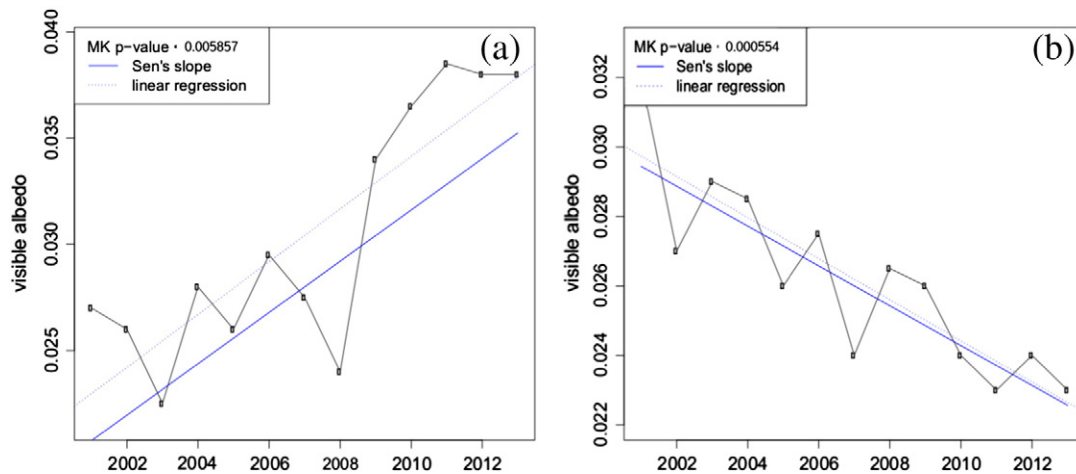 (a)
MK p-value · 0.005857
Sen's slope
linear regression
visible albedo
0.040
0.035
0.030
0.025
2002 2004 2006 2008 2010 2012
(b)
MK p-value · 0.000554
Sen's slope
linear regression
visible albedo
0.032
0.030
0.028
0.026
0.024
0.022
2002 2004 2006 2008 2010 2012